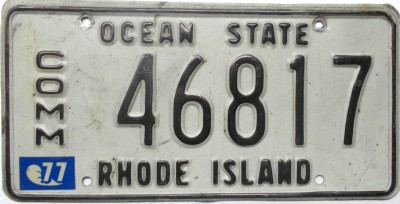 OCEAN STATE
COMM
46817
77
RHODE ISLAND